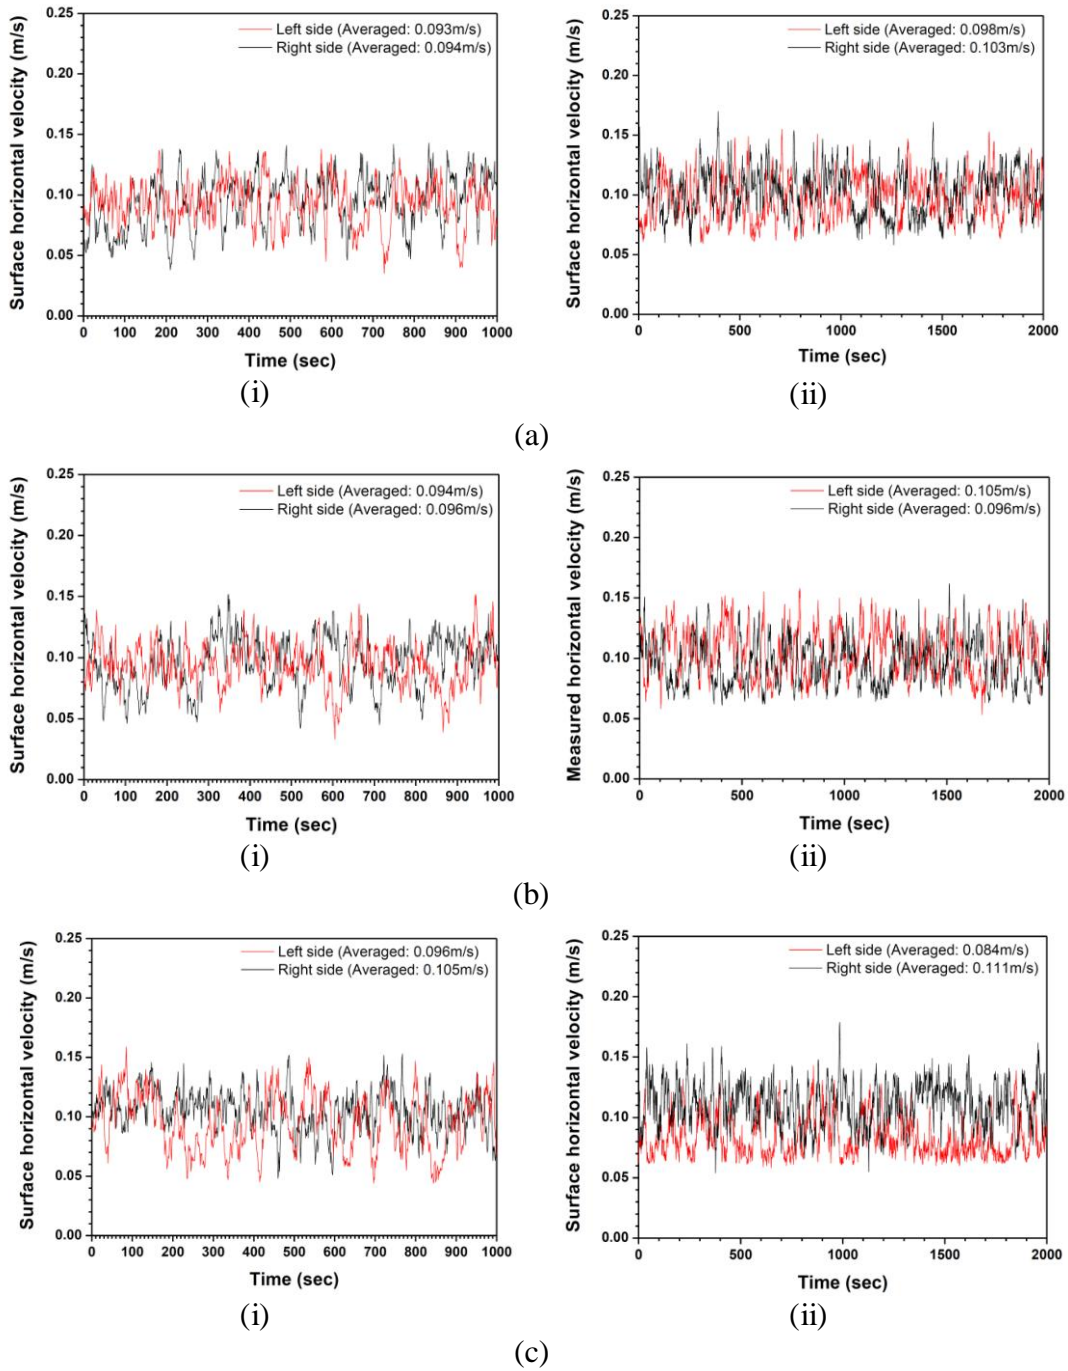 Left side (Averaged: 0.093m/s)
Right side (Averaged: 0.094m/s)
Surface horizontal velocity (m/s)
0.25
0.20
0.15
0.10
0.05
0.00
0 100 200 300 400 500 600 700 800 900 1000
Time (sec)
(i)
Left side (Averaged: 0.098m/s)
Right side (Averaged: 0.103m/s)
Surface horizontal velocity (m/s)
0.25
0.20
0.15
0.10
0.05
0.00
0 500 1000 1500 2000
Time (sec)
(ii)
(a)
Left side (Averaged: 0.094m/s)
Right side (Averaged: 0.096m/s)
Surface horizontal velocity (m/s)
0.25
0.20
0.15
0.10
0.05
0.00
0 100 200 300 400 500 600 700 800 900 1000
Time (sec)
(i)
Left side (Averaged: 0.105m/s)
Right side (Averaged: 0.096m/s)
Measured horizontal velocity (m/s)
0.25
0.20
0.15
0.10
0.05
0.00
0 500 1000 1500 2000
Time (sec)
(ii)
(b)
Left side (Averaged: 0.096m/s)
Right side (Averaged: 0.105m/s)
Surface horizontal velocity (m/s)
0.25
0.20
0.15
0.10
0.05
0.00
0 100 200 300 400 500 600 700 800 900 1000
Time (sec)
(i)
Left side (Averaged: 0.084m/s)
Right side (Averaged: 0.111m/s)
Surface horizontal velocity (m/s)
0.25
0.20
0.15
0.10
0.05
0.00
0 500 1000 1500 2000
Time (sec)
(ii)
(c)